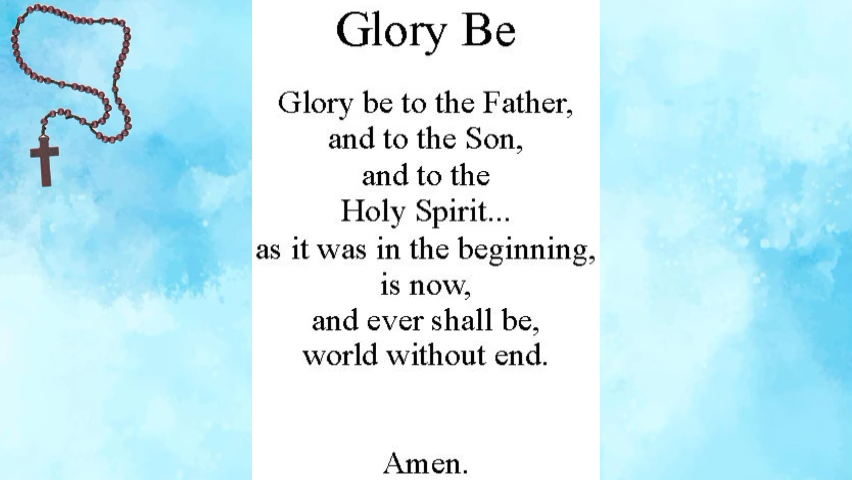 Glory Be
Glory be to the Father,
and to the Son,
and to the
Holy Spirit...
as it was in the beginning,
is now,
and ever shall be,
world without end.
Amen.